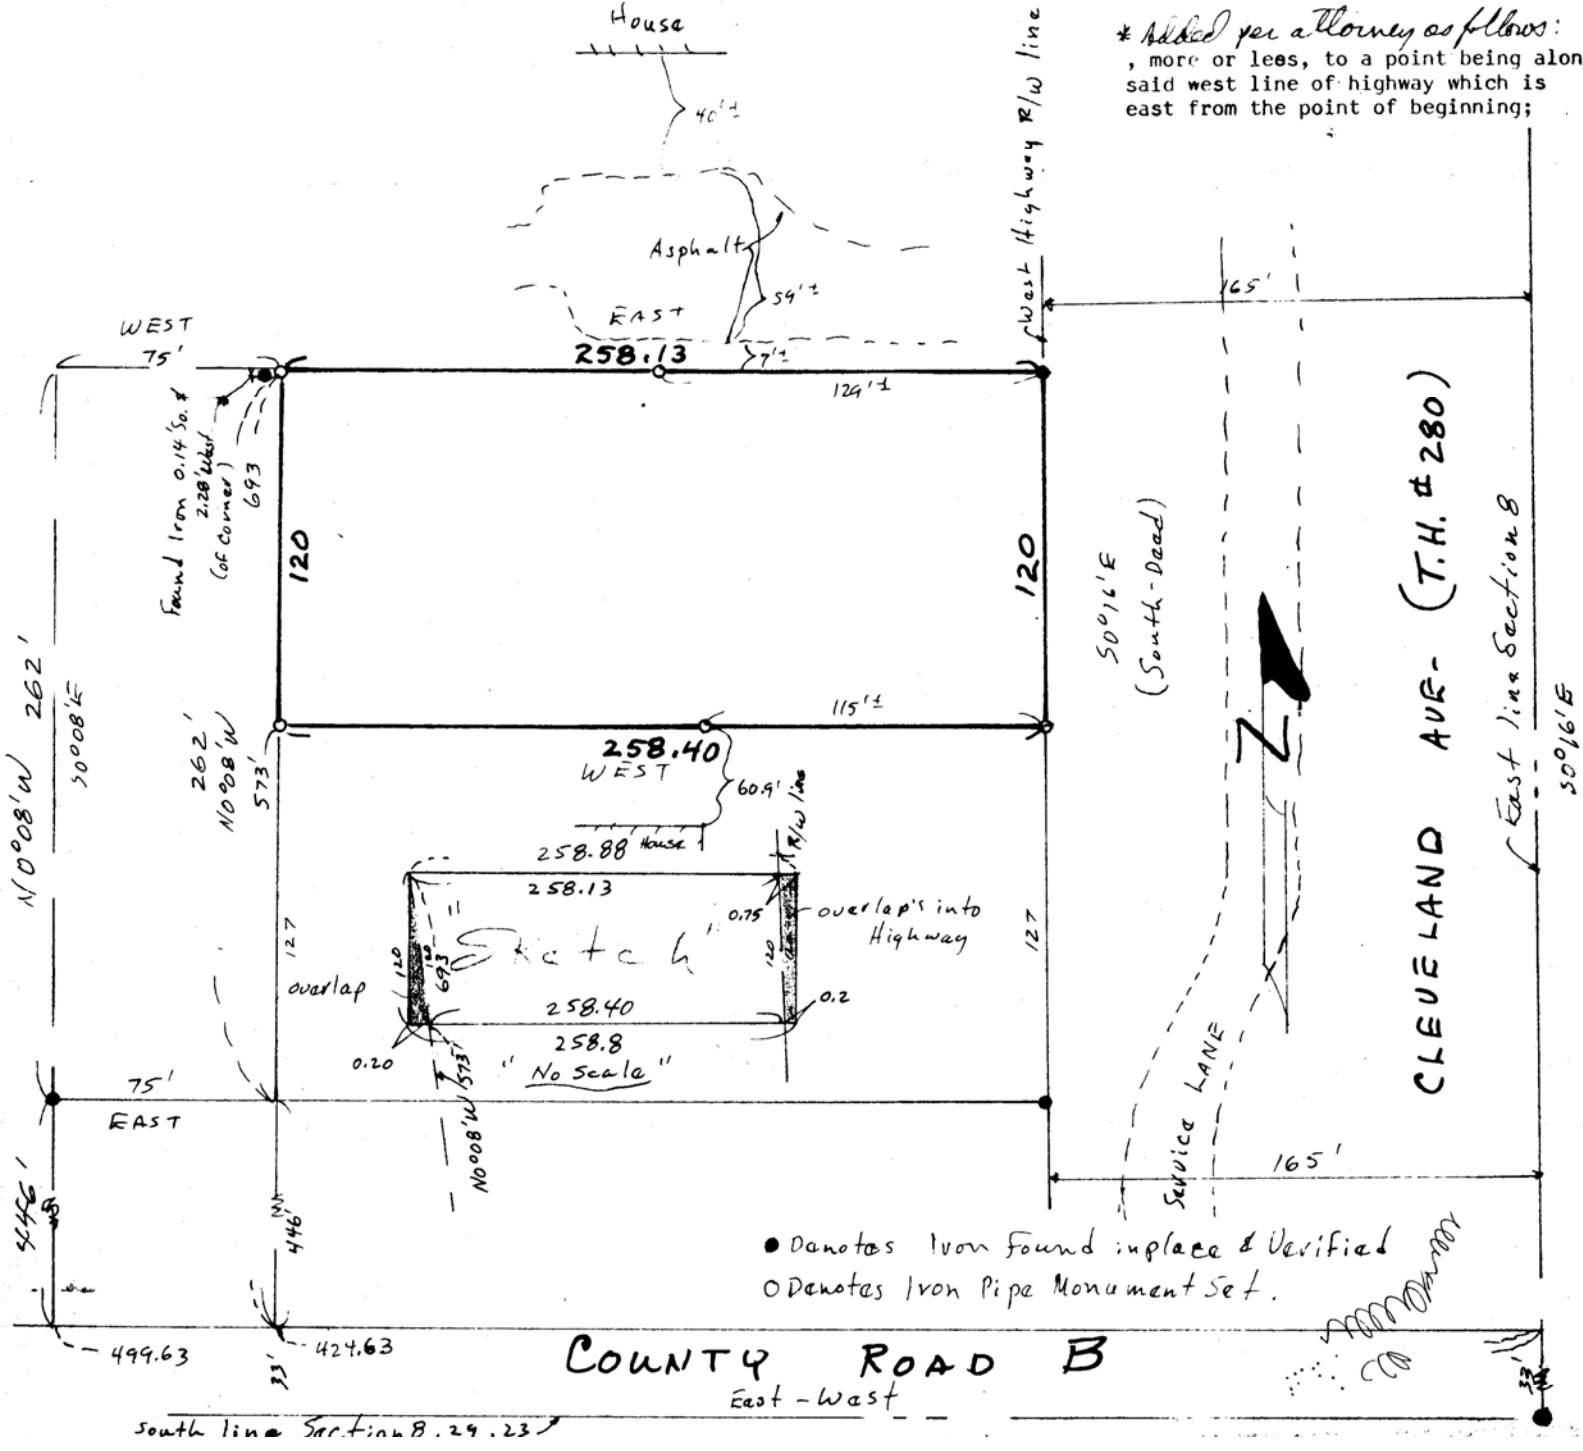 House
* Added per attorney as follows:
, more or less, to a point being alon
said west line of highway which is
east from the point of beginning;
40'±
West Highway R/W line
Asphalt
59'±
165'
EAST
WEST
75'
258.13
7'±
129'±
Found Iron 0.14' So. &
2.28' West
(of corner)
693
120
120
S0°16'E
(South-Deed)
CLEVELAND AVE- (T.H. # 280)
East line Section 8
S0°16'E
N0°08'W 262'
S0°08'E
262'
N0°08'W
573'
115'±
258.40
WEST
60.9'
House
R/W line
N
258.88
258.13
0.75
overlap's into
Highway
"Sketch"
120
120
693'
120
overlap
127
127
258.40
0.2
258.8
0.20
"No Scale"
573'
N0°08'W
75'
EAST
Service LANE
165'
446'
446'
● Denotes Iron Found inplace & Verified
O Denotes Iron Pipe Monument Set.
499.63
424.63
33'
COUNTY ROAD B
33'
East-West
South line Section 8, 29, 23